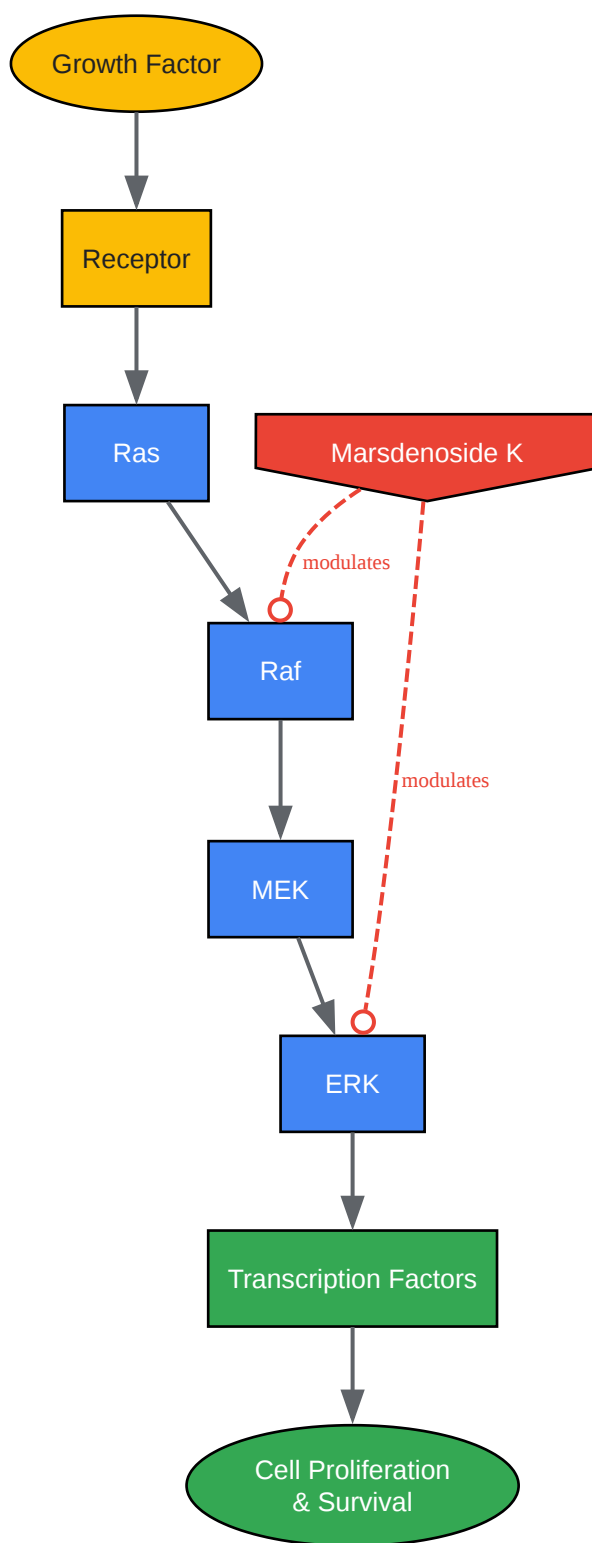 Growth Factor
Receptor
Ras
Marsdenoside K
modulates
Raf
modulates
MEK
ERK
Transcription Factors
Cell Proliferation
& Survival